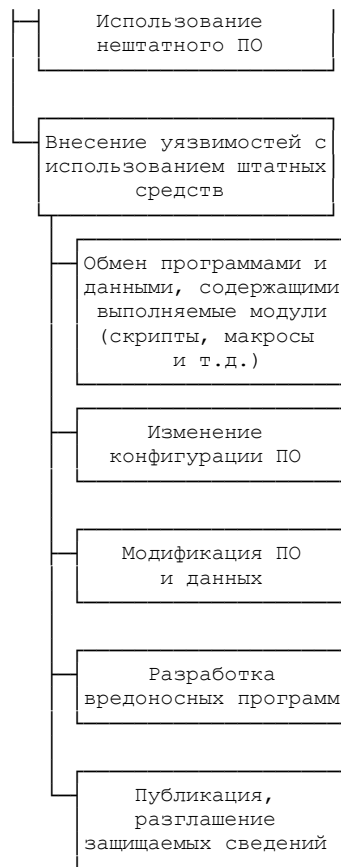 Использование
нештатного ПО
Внесение уязвимостей с
использованием штатных
средств
Обмен программами и
данными, содержащими
выполняемые модули
(скрипты, макросы
и т.д.)
Изменение
конфигурации ПО
Модификация ПО
и данных
Разработка
вредоносных программ
Публикация,
разглашение
защищаемых сведений